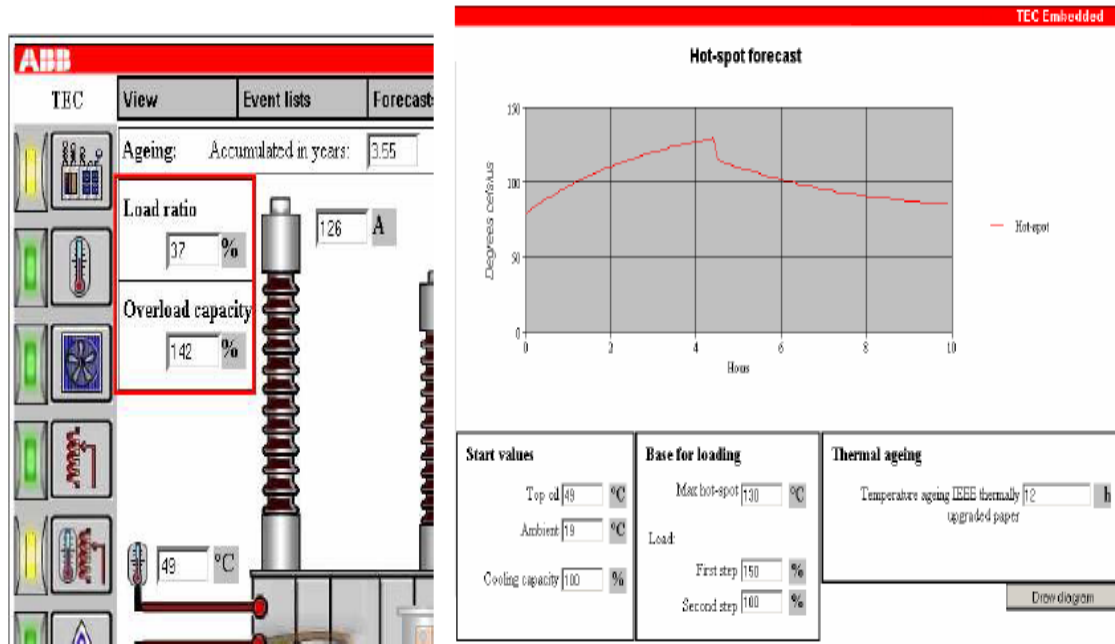 ABB
TEC
View
Event lists
Forecast
Ageing:
Accumulated in years:
3.55
Load ratio
37 %
126 A
Overload capacity
142 %
49 °C
TEC Embedded
Hot-spot forecast
150
100
50
0
Degrees celsius
0 2 4 6 8 10
Hours
Hot-spot
Start values
Top oil 49 °C
Ambient 19 °C
Cooling capacity 100 %
Base for loading
Max hot-spot 130 °C
Load:
First step 150 %
Second step 100 %
Thermal ageing
Temperature ageing IEEE thermally 12 h
upgraded paper
Draw diagram